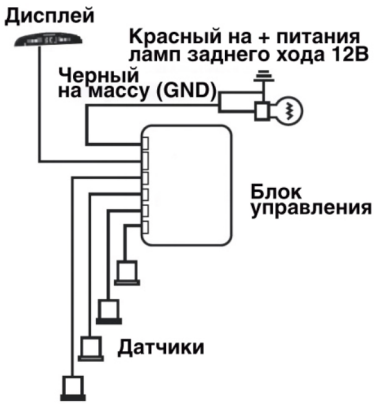 Дисплей
Красный на + питания
ламп заднего хода 12В
Черный
на массу (GND)
Блок
управления
Датчики